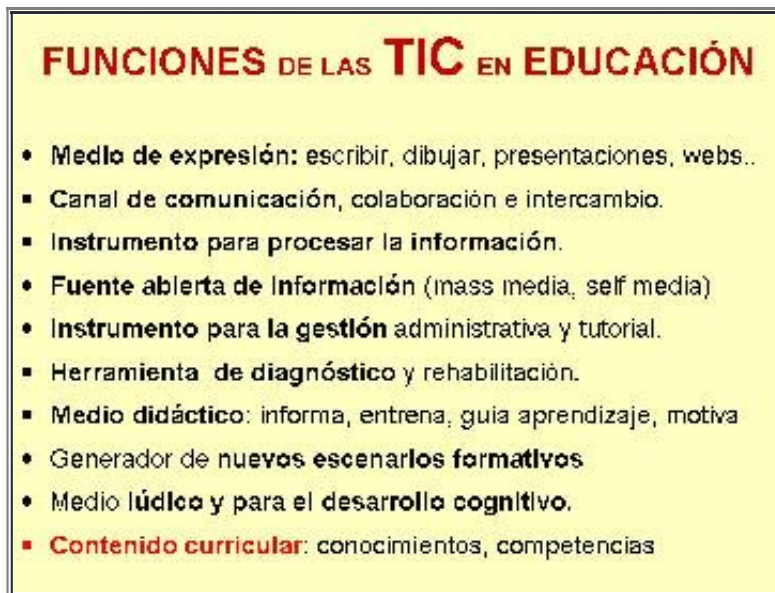 FUNCIONES DE LAS TIC EN EDUCACIÓN
• Medio de expresión: escribir, dibujar, presentaciones, webs..
▪ Canal de comunicación, colaboración e intercambio.
▪ Instrumento para procesar la información.
• Fuente abierta de información (mass media, self media)
• Instrumento para la gestión administrativa y tutorial.
▪ Herramienta de diagnóstico y rehabilitación.
▪ Medio didáctico: informa, entrena, guía aprendizaje, motiva
• Generador de nuevos escenarios formativos
• Medio lúdico y para el desarrollo cognitivo.
▪ Contenido curricular: conocimientos, competencias